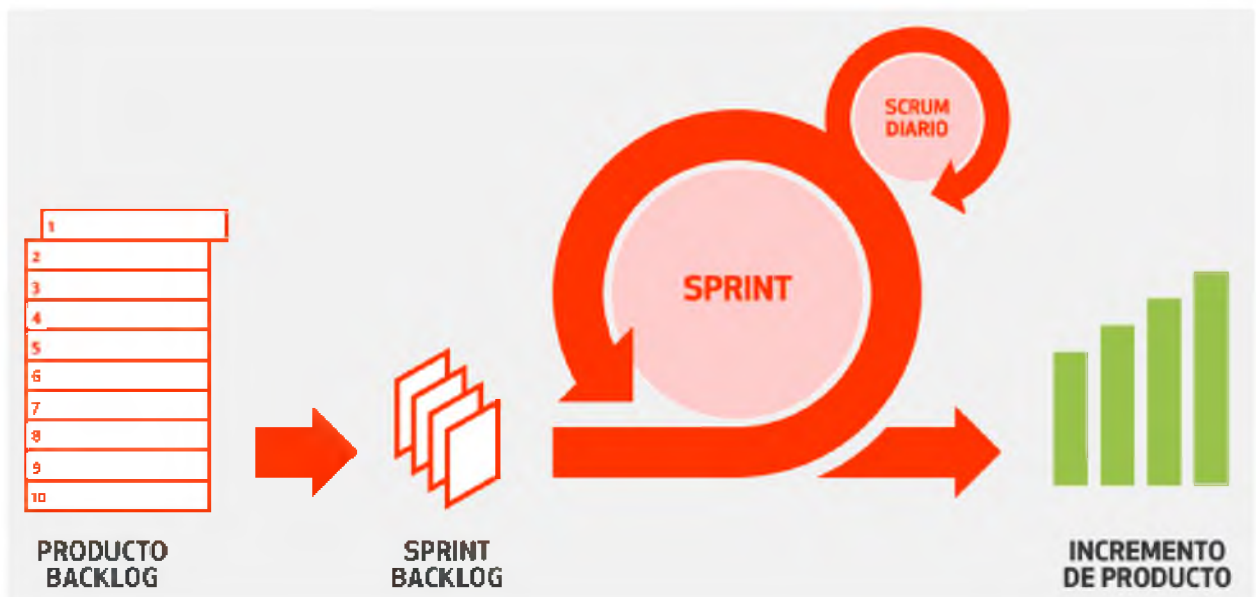 SCRUM
DIARIO
SPRINT
1
2
3
4
5
6
7
8
9
10
PRODUCTO
BACKLOG
SPRINT
BACKLOG
INCREMENTO
DE PRODUCTO